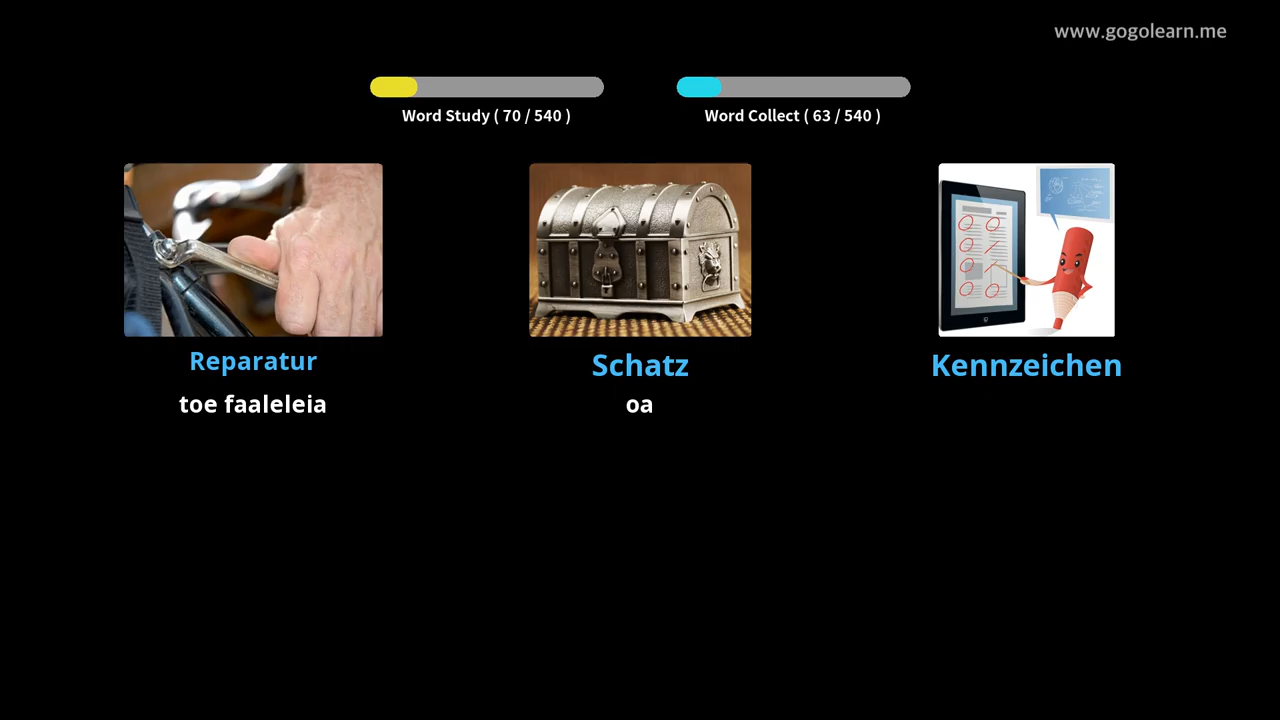 www.gogolearn.me
Word Study ( 70 / 540 )
Word Collect ( 63 / 540 )
Reparatur
toe faaleleia
Schatz
oa
Kennzeichen